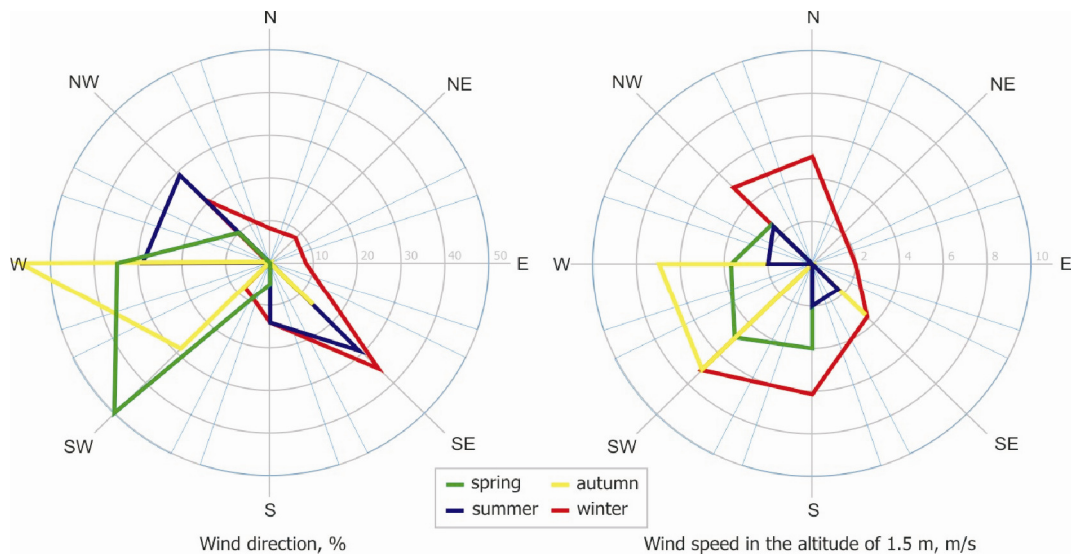 N
NW
NE
W
10 20 30 40 50
E
SW
SE
S
Wind direction, %
N
NW
NE
W
2 4 6 8 10
E
SW
SE
S
Wind speed in the altitude of 1.5 m, m/s
spring
autumn
summer
winter